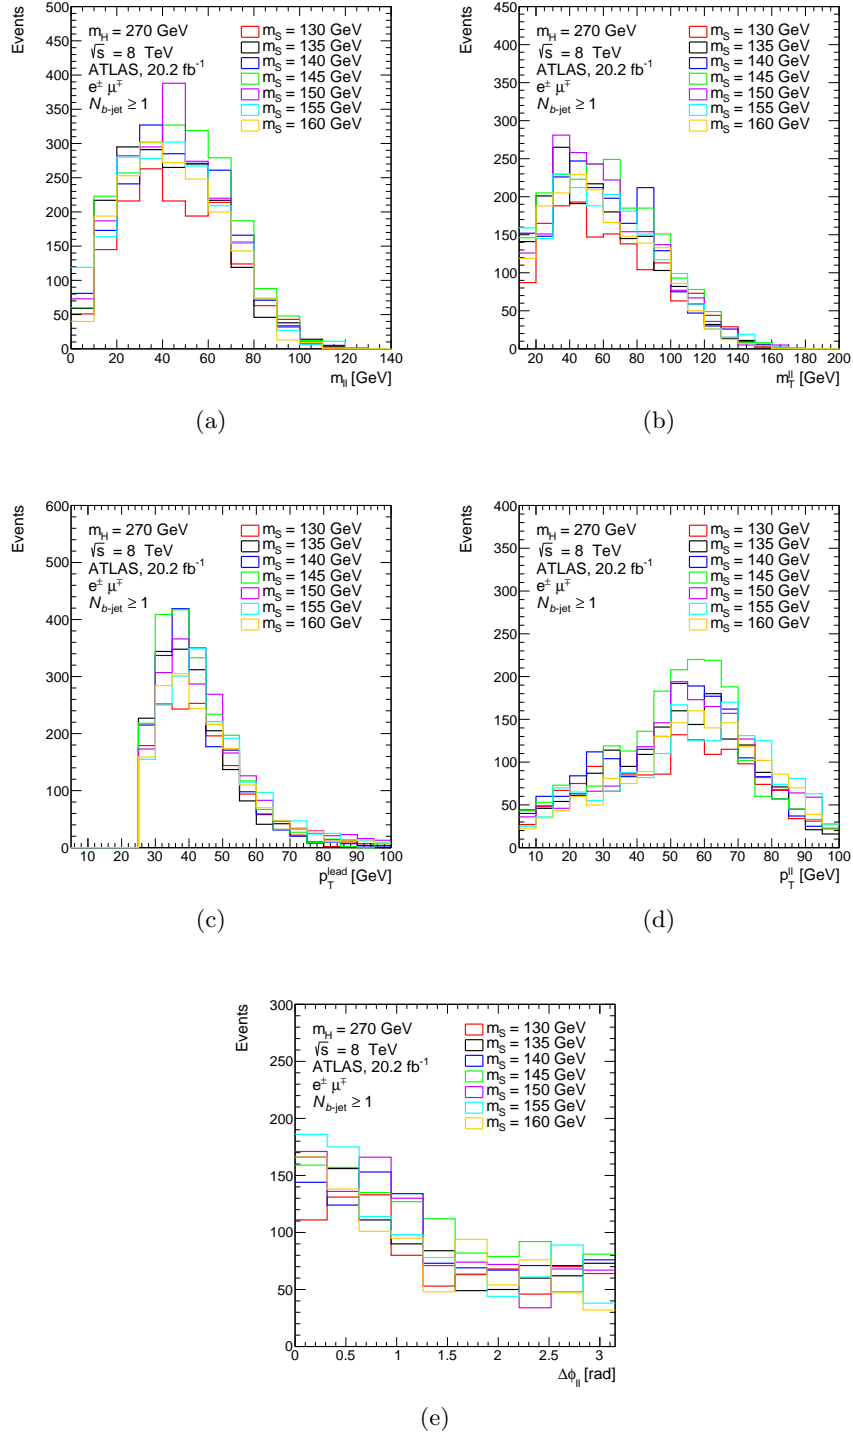 Events
500
450
400
350
300
250
200
150
100
50
0
m_H = 270 GeV
√s = 8 TeV
ATLAS, 20.2 fb⁻¹
e± μ∓
N_b-jet ≥ 1
m_S = 130 GeV
m_S = 135 GeV
m_S = 140 GeV
m_S = 145 GeV
m_S = 150 GeV
m_S = 155 GeV
m_S = 160 GeV
0 20 40 60 80 100 120 140
m_ll [GeV]
(a)
Events
450
400
350
300
250
200
150
100
50
0
m_H = 270 GeV
√s = 8 TeV
ATLAS, 20.2 fb⁻¹
e± μ∓
N_b-jet ≥ 1
m_S = 130 GeV
m_S = 135 GeV
m_S = 140 GeV
m_S = 145 GeV
m_S = 150 GeV
m_S = 155 GeV
m_S = 160 GeV
20 40 60 80 100 120 140 160 180 200
m_T^ll [GeV]
(b)
Events
600
500
400
300
200
100
0
m_H = 270 GeV
√s = 8 TeV
ATLAS, 20.2 fb⁻¹
e± μ∓
N_b-jet ≥ 1
m_S = 130 GeV
m_S = 135 GeV
m_S = 140 GeV
m_S = 145 GeV
m_S = 150 GeV
m_S = 155 GeV
m_S = 160 GeV
10 20 30 40 50 60 70 80 90 100
p_T^lead [GeV]
(c)
Events
400
350
300
250
200
150
100
50
0
m_H = 270 GeV
√s = 8 TeV
ATLAS, 20.2 fb⁻¹
e± μ∓
N_b-jet ≥ 1
m_S = 130 GeV
m_S = 135 GeV
m_S = 140 GeV
m_S = 145 GeV
m_S = 150 GeV
m_S = 155 GeV
m_S = 160 GeV
10 20 30 40 50 60 70 80 90 100
p_T^ll [GeV]
(d)
Events
300
250
200
150
100
50
0
m_H = 270 GeV
√s = 8 TeV
ATLAS, 20.2 fb⁻¹
e± μ∓
N_b-jet ≥ 1
m_S = 130 GeV
m_S = 135 GeV
m_S = 140 GeV
m_S = 145 GeV
m_S = 150 GeV
m_S = 155 GeV
m_S = 160 GeV
0 0.5 1 1.5 2 2.5 3
Δϕ_ll [rad]
(e)